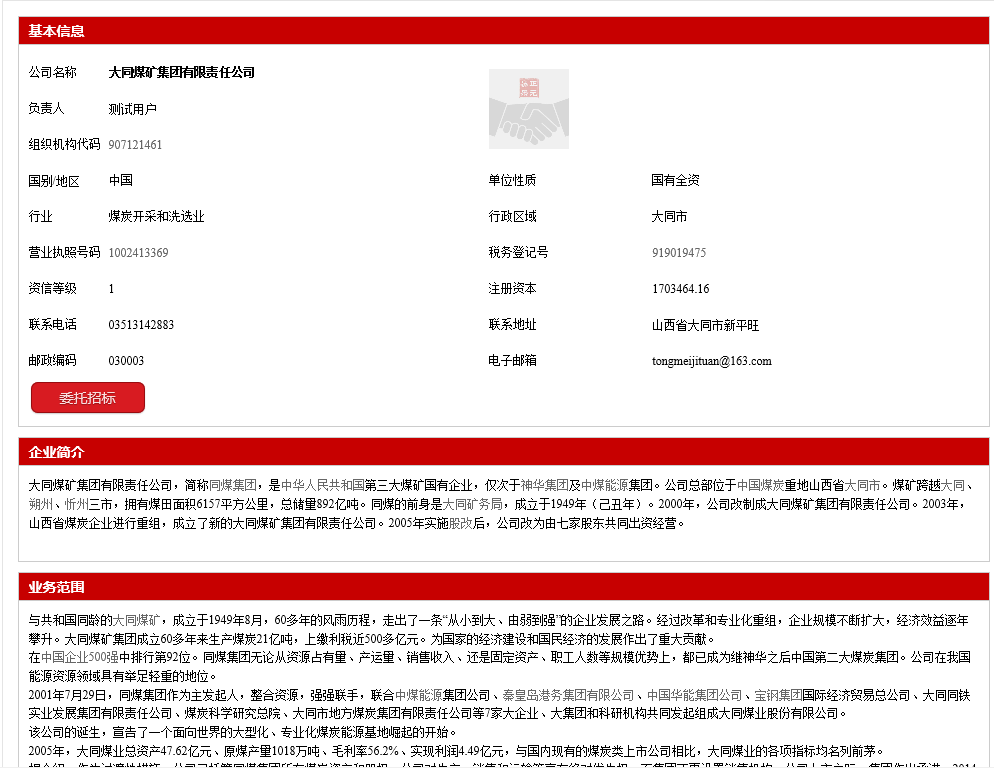 基本信息
公司名称 大同煤矿集团有限责任公司
负责人 测试用户
组织机构代码 907121461
国别/地区 中国 单位性质 国有全资
行业 煤炭开采和洗选业 行政区域 大同市
营业执照号码 1002413369 税务登记号 919019475
资信等级 1 注册资本 1703464.16
联系电话 03513142883 联系地址 山西省大同市新平旺
邮政编码 030003 电子邮箱 tongmeijituan@163.com
委托招标
企业简介
大同煤矿集团有限责任公司，简称同煤集团，是中华人民共和国第三大煤矿国有企业，仅次于神华集团及中煤能源集团。公司总部位于中国煤炭重地山西省大同市。煤矿跨越大同、
朔州、忻州三市，拥有煤田面积6157平方公里，总储量892亿吨。同煤的前身是大同矿务局，成立于1949年（己丑年）。2000年，公司改制成大同煤矿集团有限责任公司。2003年，
山西省煤炭企业进行重组，成立了新的大同煤矿集团有限责任公司。2005年实施股改后，公司改为由七家股东共同出资经营。
业务范围
与共和国同龄的大同煤矿，成立于1949年8月，60多年的风雨历程，走出了一条“从小到大、由弱到强”的企业发展之路。经过改革和专业化重组，企业规模不断扩大，经济效益逐年
攀升。大同煤矿集团成立60多年来生产煤炭21亿吨，上缴利税近500多亿元。为国家的经济建设和国民经济的发展作出了重大贡献。
在中国企业500强中排行第92位。同煤集团无论从资源占有量、产运量、销售收入、还是固定资产、职工人数等规模优势上，都已成为继神华之后中国第二大煤炭集团。公司在我国
能源资源领域具有举足轻重的地位。
2001年7月29日，同煤集团作为主发起人，整合资源，强强联手，联合中煤能源集团公司、秦皇岛港务集团有限公司、中国华能集团公司、宝钢集团国际经济贸易总公司、大同同铁
实业发展集团有限责任公司、煤炭科学研究总院、大同市地方煤炭集团有限责任公司等7家大企业、大集团和科研机构共同发起组成大同煤业股份有限公司。
该公司的诞生，宣告了一个面向世界的大型化、专业化煤炭能源基地崛起的开始。
2005年，大同煤业总资产47.62亿元、原煤产量1018万吨、毛利率56.2%、实现利润4.49亿元，与国内现有的煤炭类上市公司相比，大同煤业的各项指标均名列前茅。